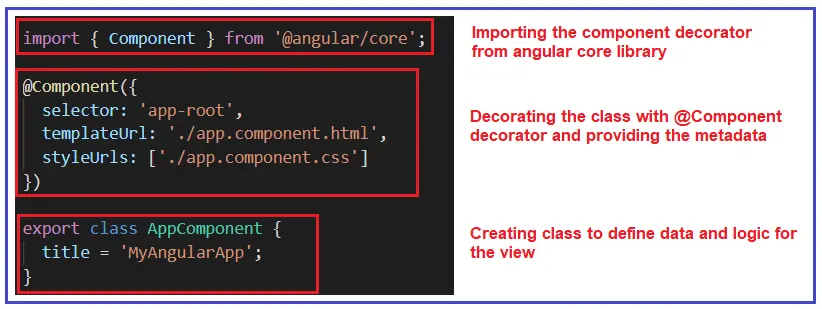 import { Component } from '@angular/core';
Importing the component decorator
from angular core library
@Component({
selector: 'app-root',
templateUrl: './app.component.html',
styleUrls: ['./app.component.css']
})
Decorating the class with @Component
decorator and providing the metadata
export class AppComponent {
title = 'MyAngularApp';
}
Creating class to define data and logic for
the view